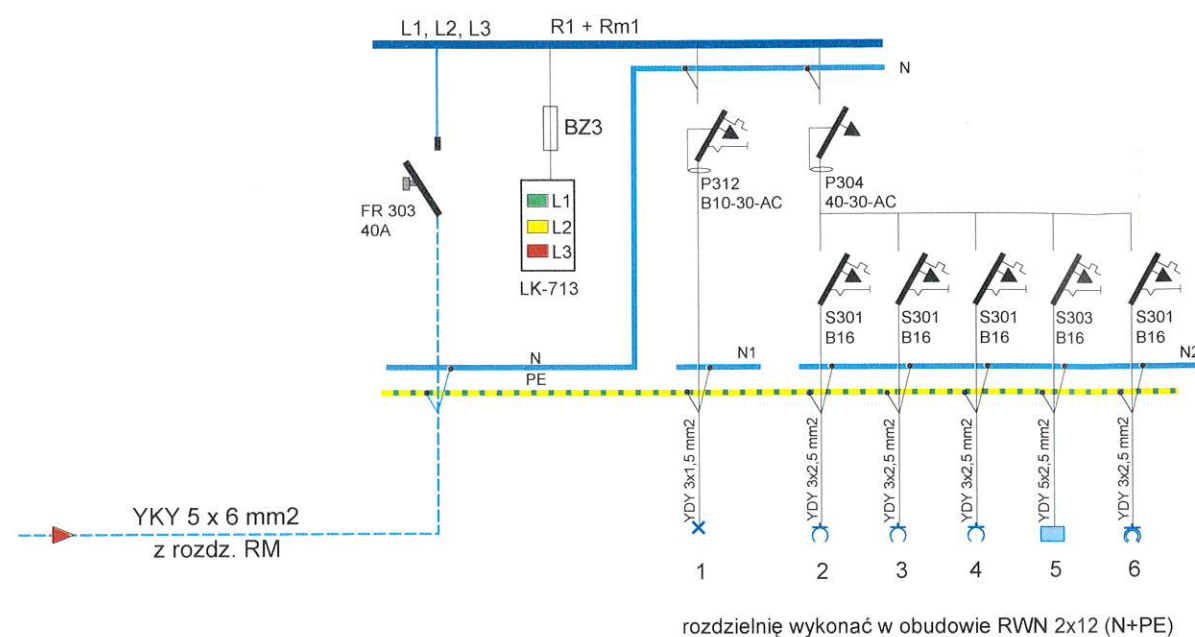 L1, L2, L3
R1 + Rm1
N
BZ3
L1
L2
L3
LK-713
FR 303
40A
P312
B10-30-AC
P304
40-30-AC
S301
B16
S301
B16
S301
B16
S303
B16
S301
B16
N
PE
N1
N2
YDY 3x1,5 mm2
YDY 3x2,5 mm2
YDY 3x2,5 mm2
YDY 3x2,5 mm2
YDY 5x2,5 mm2
YDY 3x2,5 mm2
YKY 5 x 6 mm2
z rozdz. RM
1
2
3
4
5
6
rozdzielnię wykonać w obudowie RWN 2x12 (N+PE)